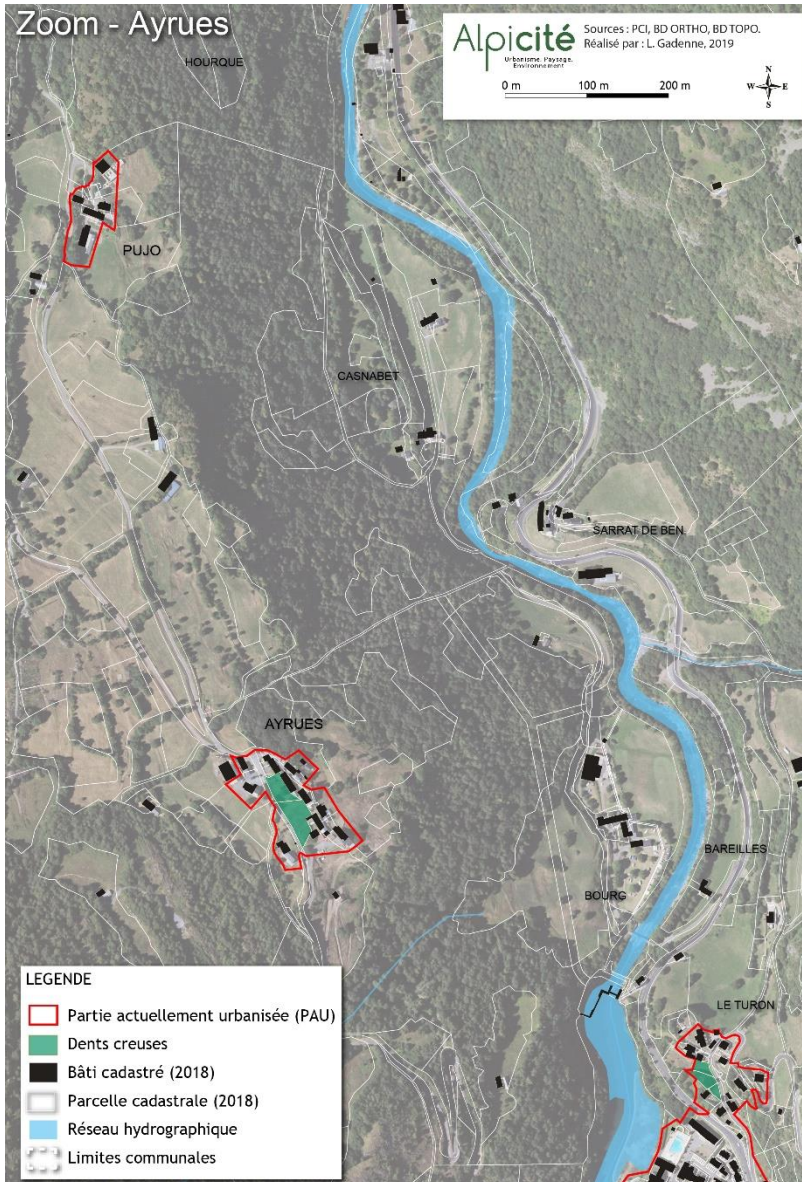 Zoom - Ayrues
Alpicité
Urbanisme. Paysage.
Environnement
Sources : PCI, BD ORTHO, BD TOPO.
Réalisé par : L. Gadenne, 2019
0 m 100 m 200 m
N
W E
S
HOURQUE
PUJO
CASNABET
SARRAT DE BEN.
AYRUES
BAREILLES
BOURG
LE TURON
LEGENDE
Partie actuellement urbanisée (PAU)
Dents creuses
Bâti cadastré (2018)
Parcelle cadastrale (2018)
Réseau hydrographique
Limites communales